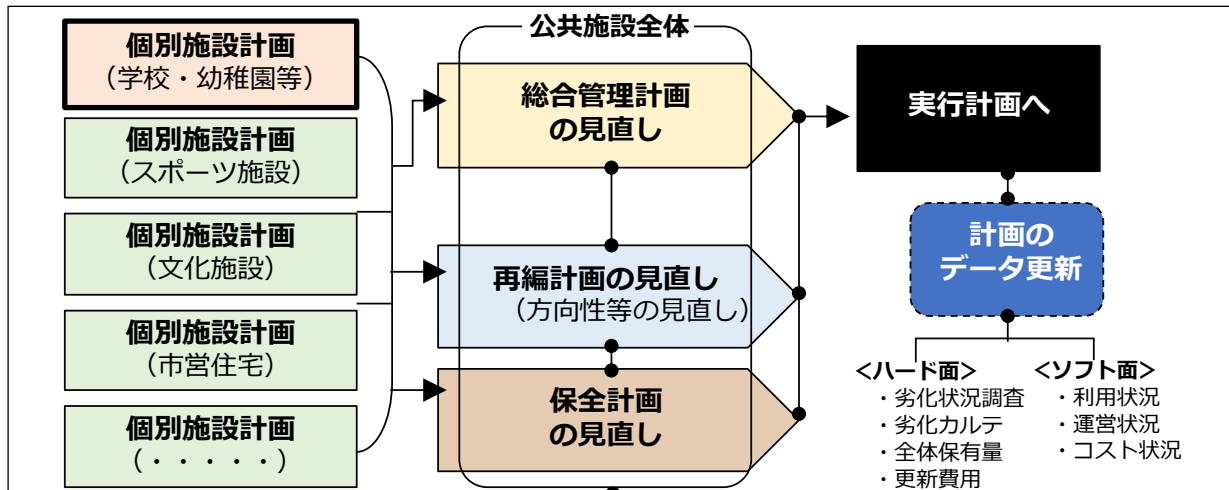 個別施設計画
（学校・幼稚園等）
個別施設計画
（スポーツ施設）
個別施設計画
（文化施設）
個別施設計画
（市営住宅）
個別施設計画
（・・・・・）
公共施設全体
総合管理計画
の見直し
再編計画の見直し
（方向性等の見直し）
保全計画
の見直し
実行計画へ
計画の
データ更新
<ハード面>
・劣化状況調査
・劣化カルテ
・全体保有量
・更新費用
<ソフト面>
・利用状況
・運営状況
・コスト状況